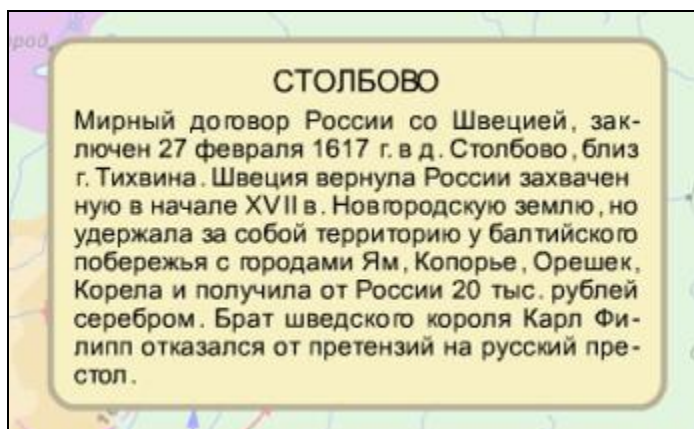 ород
СТОЛБОВО
Мирный договор России со Швецией, зак-
лючен 27 февраля 1617 г. в д. Столбово, близ
г. Тихвина. Швеция вернула России захвачен
ную в начале XVII в. Новгородскую землю, но
удержала за собой территорию у балтийского
побережья с городами Ям, Копорье, Орешек,
Корела и получила от России 20 тыс. рублей
серебром. Брат шведского короля Карл Фи-
липп отказался от претензий на русский пре-
стол.